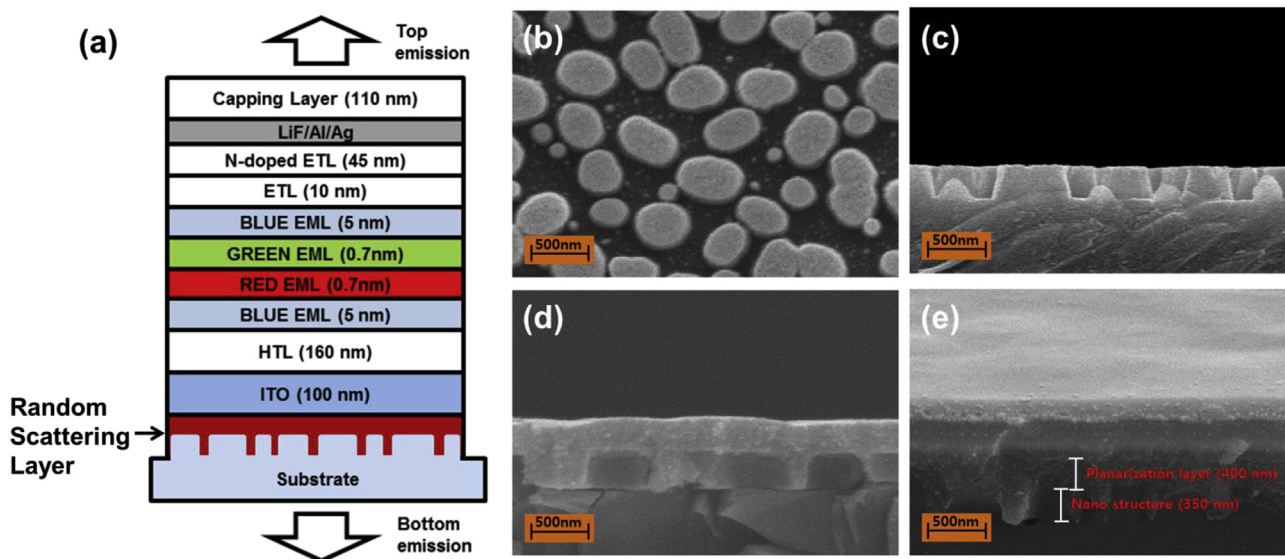 (a)
Top
emission
Capping Layer (110 nm)
LiF/Al/Ag
N-doped ETL (45 nm)
ETL (10 nm)
BLUE EML (5 nm)
GREEN EML (0.7nm)
RED EML (0.7nm)
BLUE EML (5 nm)
HTL (160 nm)
ITO (100 nm)
Random
Scattering
Layer
Substrate
Bottom
emission
(b)
500nm
(c)
500nm
(d)
500nm
(e)
Planarization layer (400 nm)
Nano structure (350 nm)
500nm